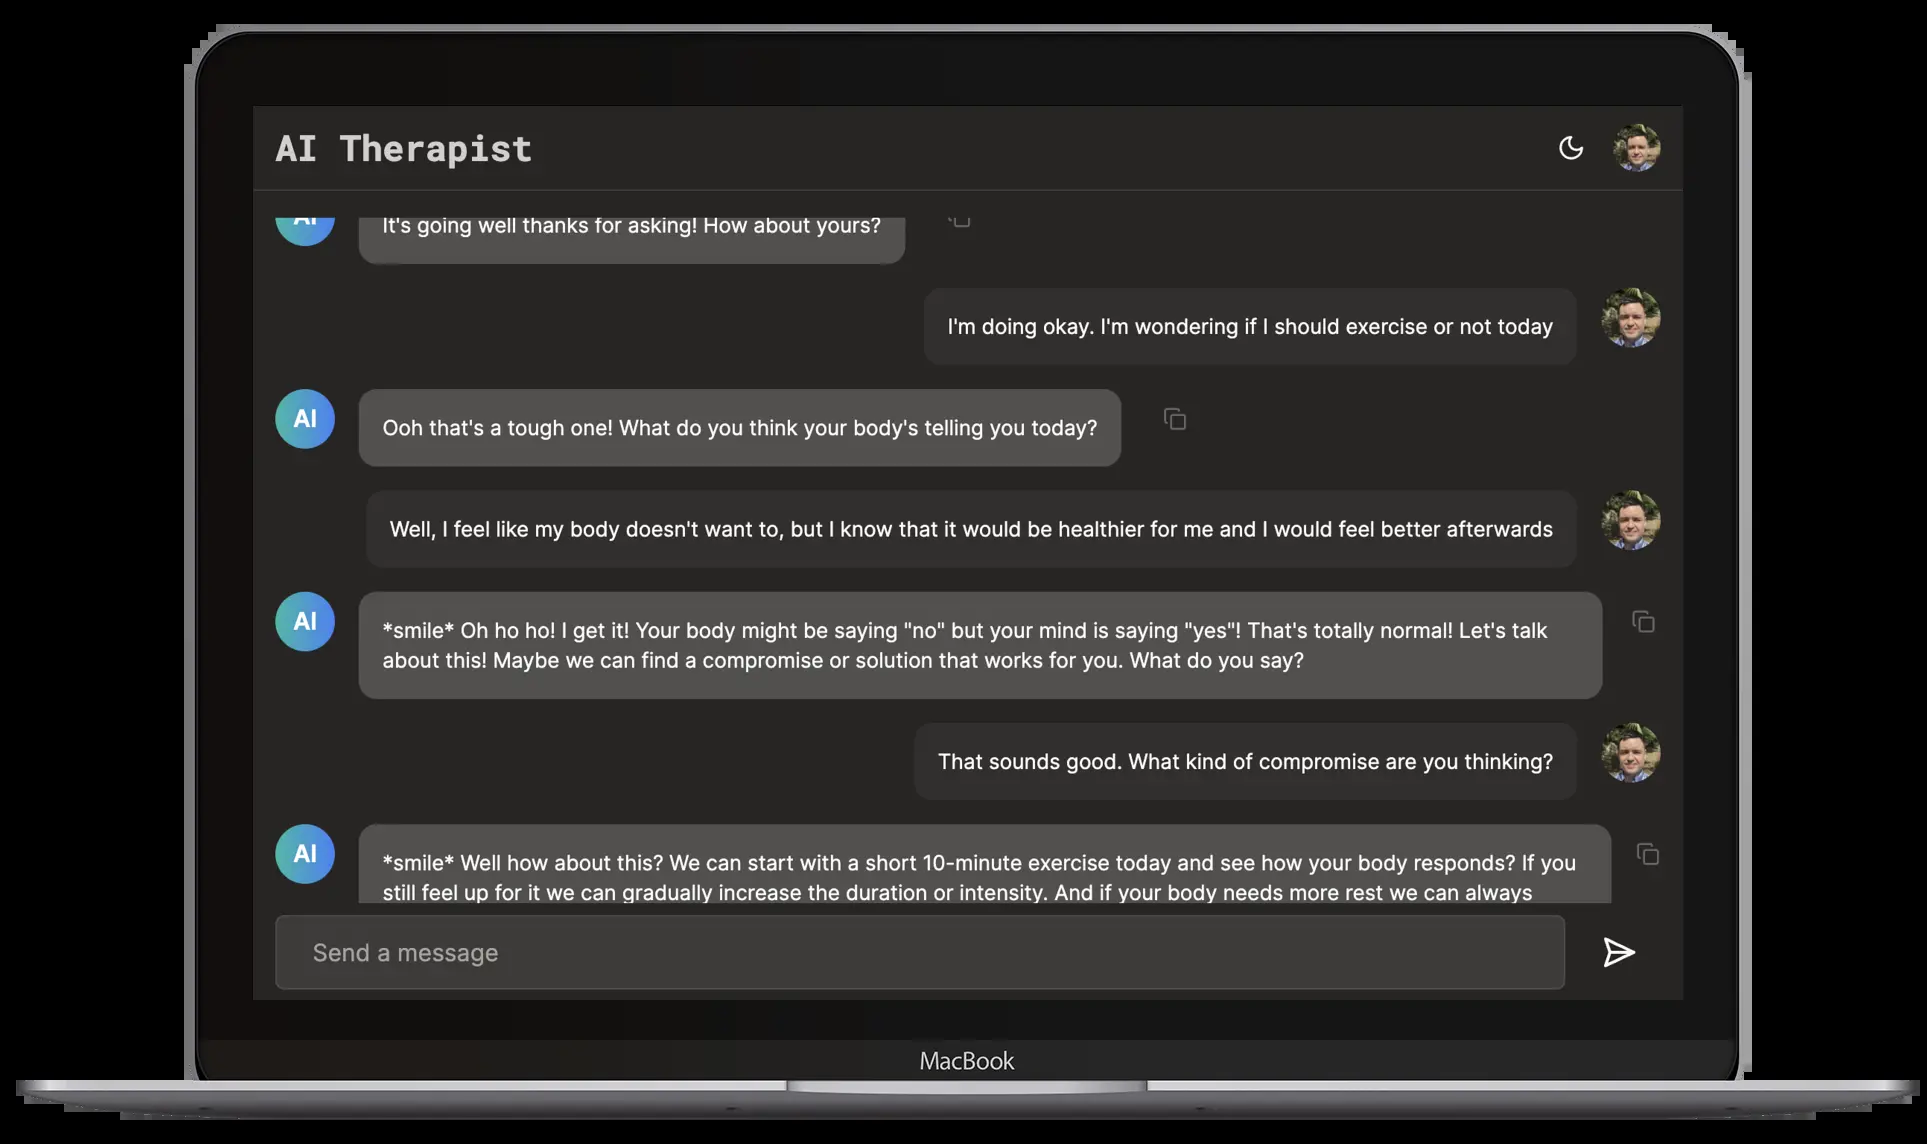 AI Therapist
AI
It's going well thanks for asking! How about yours?
I'm doing okay. I'm wondering if I should exercise or not today
AI
Ooh that's a tough one! What do you think your body's telling you today?
Well, I feel like my body doesn't want to, but I know that it would be healthier for me and I would feel better afterwards
AI
*smile* Oh ho ho! I get it! Your body might be saying "no" but your mind is saying "yes"! That's totally normal! Let's talk
about this! Maybe we can find a compromise or solution that works for you. What do you say?
That sounds good. What kind of compromise are you thinking?
AI
*smile* Well how about this? We can start with a short 10-minute exercise today and see how your body responds? If you
still feel up for it we can gradually increase the duration or intensity. And if your body needs more rest we can always
Send a message
MacBook